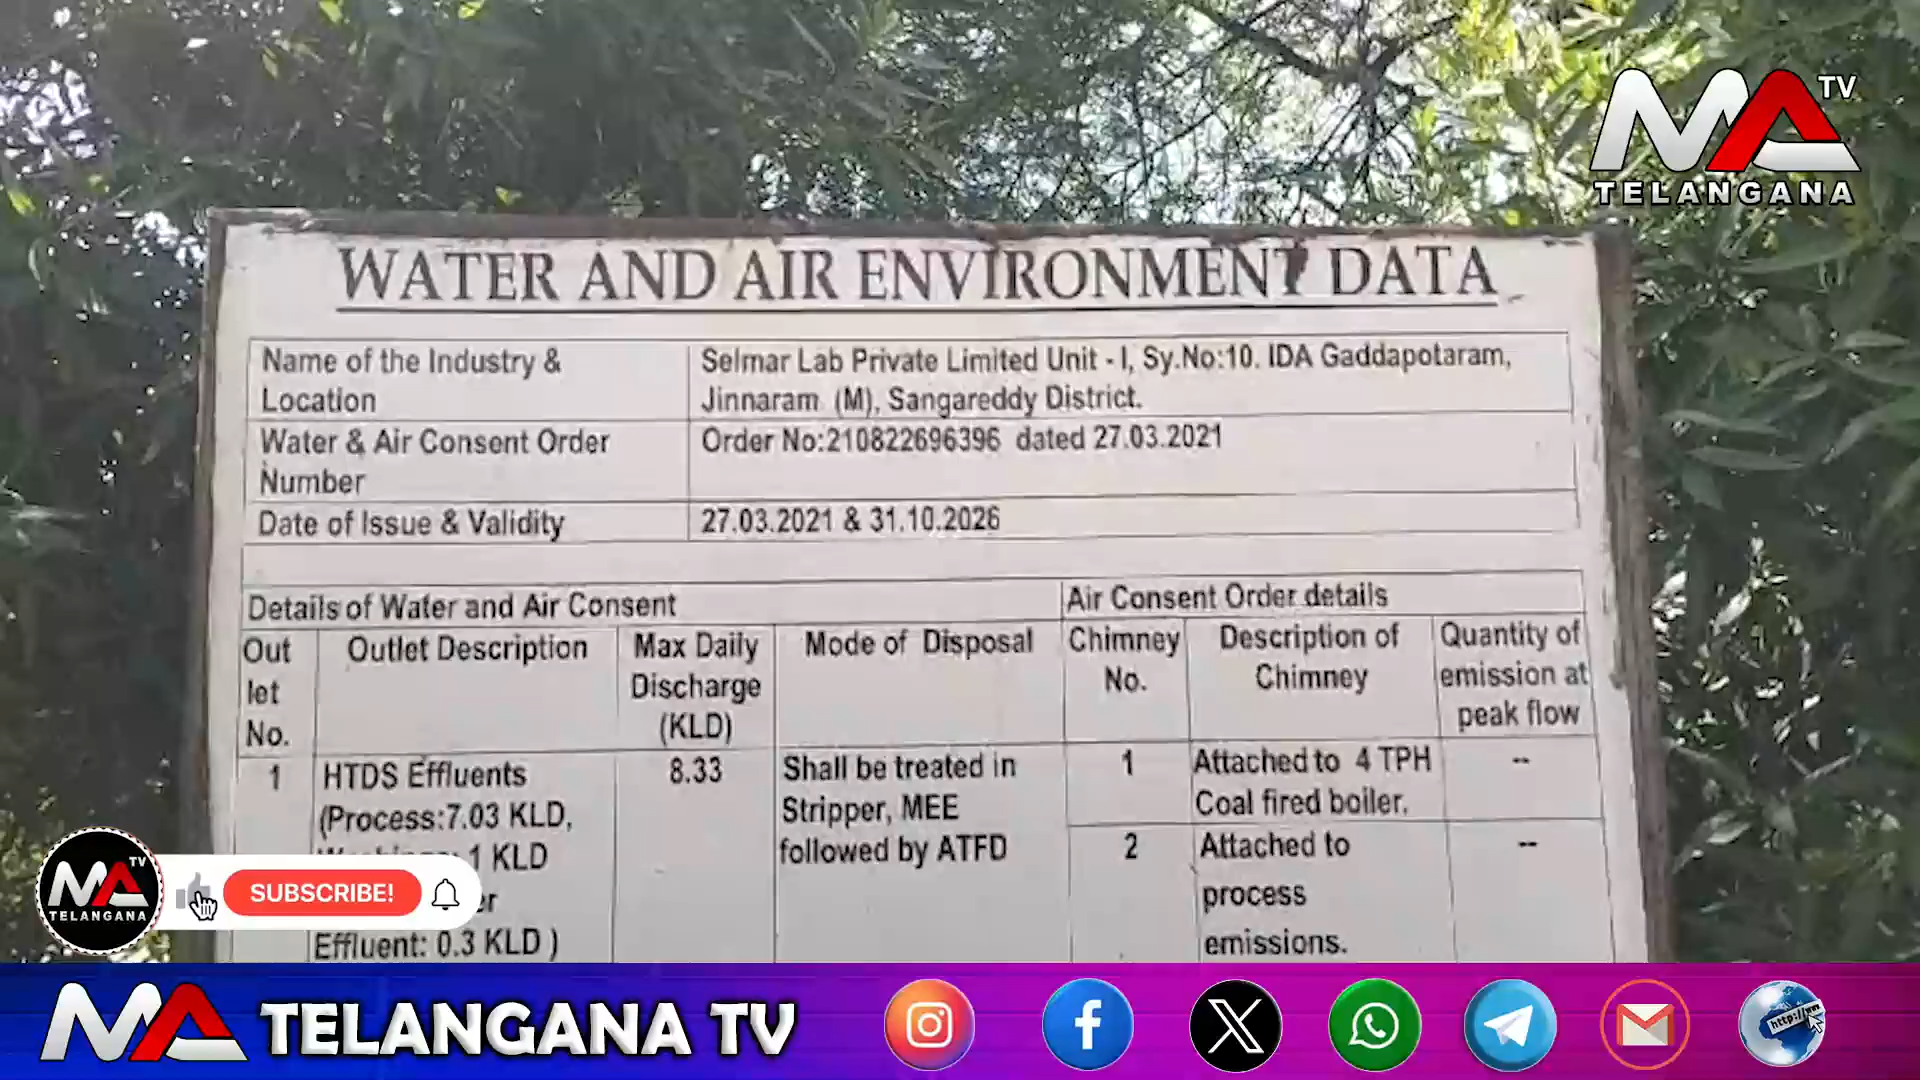 MA TV
TELANGANA
WATER AND AIR ENVIRONMENT DATA
Name of the Industry &
Location
Selmar Lab Private Limited Unit - I, Sy.No:10. IDA Gaddapotaram,
Jinnaram (M), Sangareddy District.
Water & Air Consent Order
Number
Order No:210822696396 dated 27.03.2021
Date of Issue & Validity
27.03.2021 & 31.10.2026
Details of Water and Air Consent
Air Consent Order details
Out
let
No.
Outlet Description
Max Daily
Discharge
(KLD)
Mode of Disposal
Chimney
No.
Description of
Chimney
Quantity of
emission at
peak flow
1
HTDS Effluents
(Process:7.03 KLD,
1 KLD
Effluent: 0.3 KLD )
8.33
Shall be treated in
Stripper, MEE
followed by ATFD
1
Attached to 4 TPH
Coal fired boiler.
--
2
Attached to
process
emissions.
--
MA TV
TELANGANA
SUBSCRIBE!
MA TELANGANA TV
http://ww